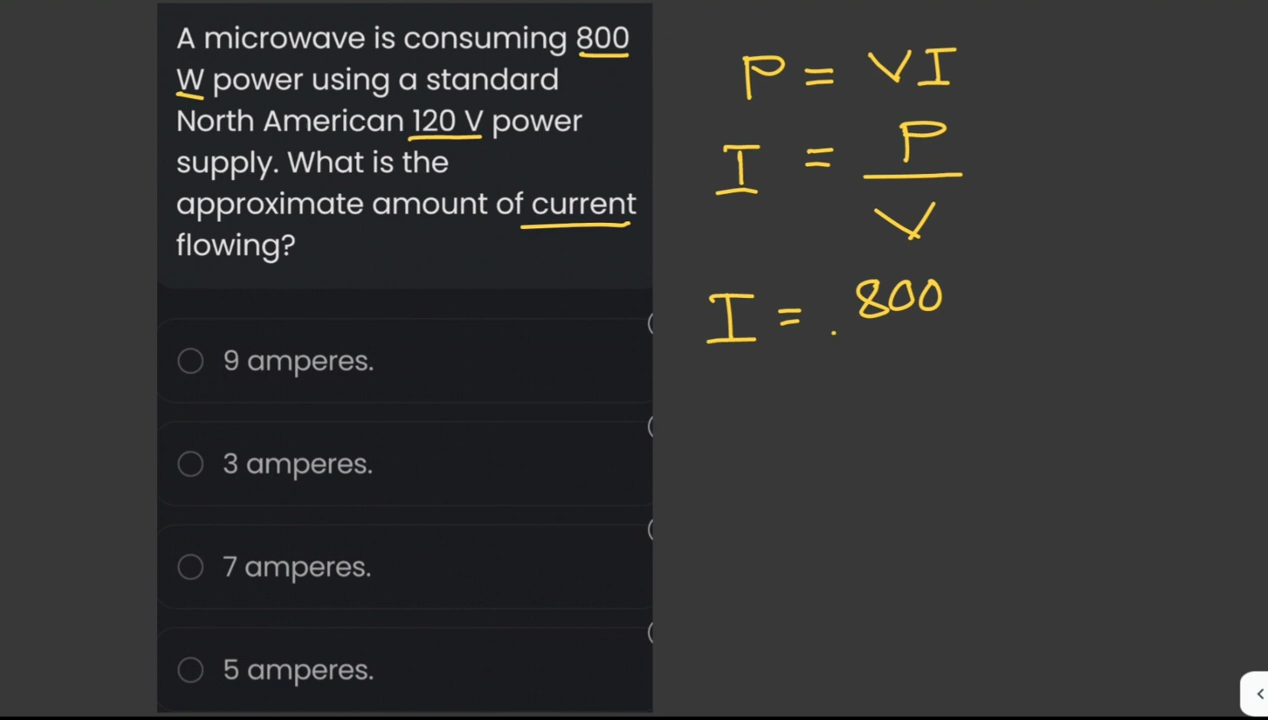 A microwave is consuming 800
W power using a standard
North American 120 V power
supply. What is the
approximate amount of current
flowing?
9 amperes.
3 amperes.
7 amperes.
5 amperes.
P = VI
I = P
V
I = . 800